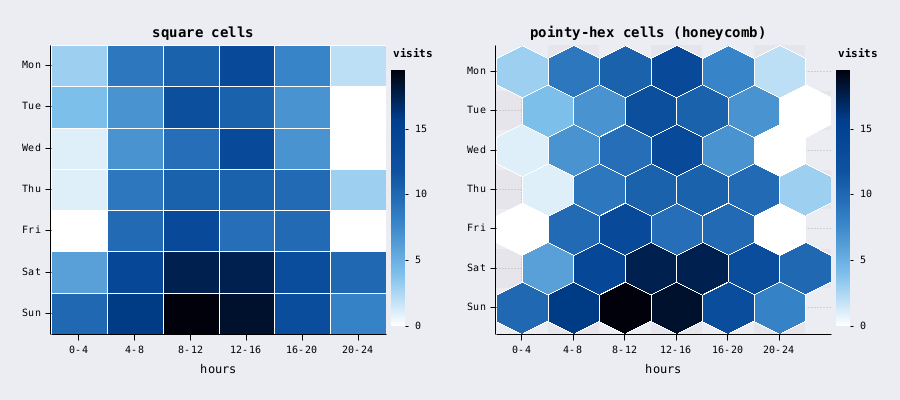 square cells
visits
Mon
Tue
Wed
Thu
Fri
Sat
Sun
15
10
5
0
0-4 4-8 8-12 12-16 16-20 20-24
hours
pointy-hex cells (honeycomb)
visits
Mon
Tue
Wed
Thu
Fri
Sat
Sun
15
10
5
0
0-4 4-8 8-12 12-16 16-20 20-24
hours